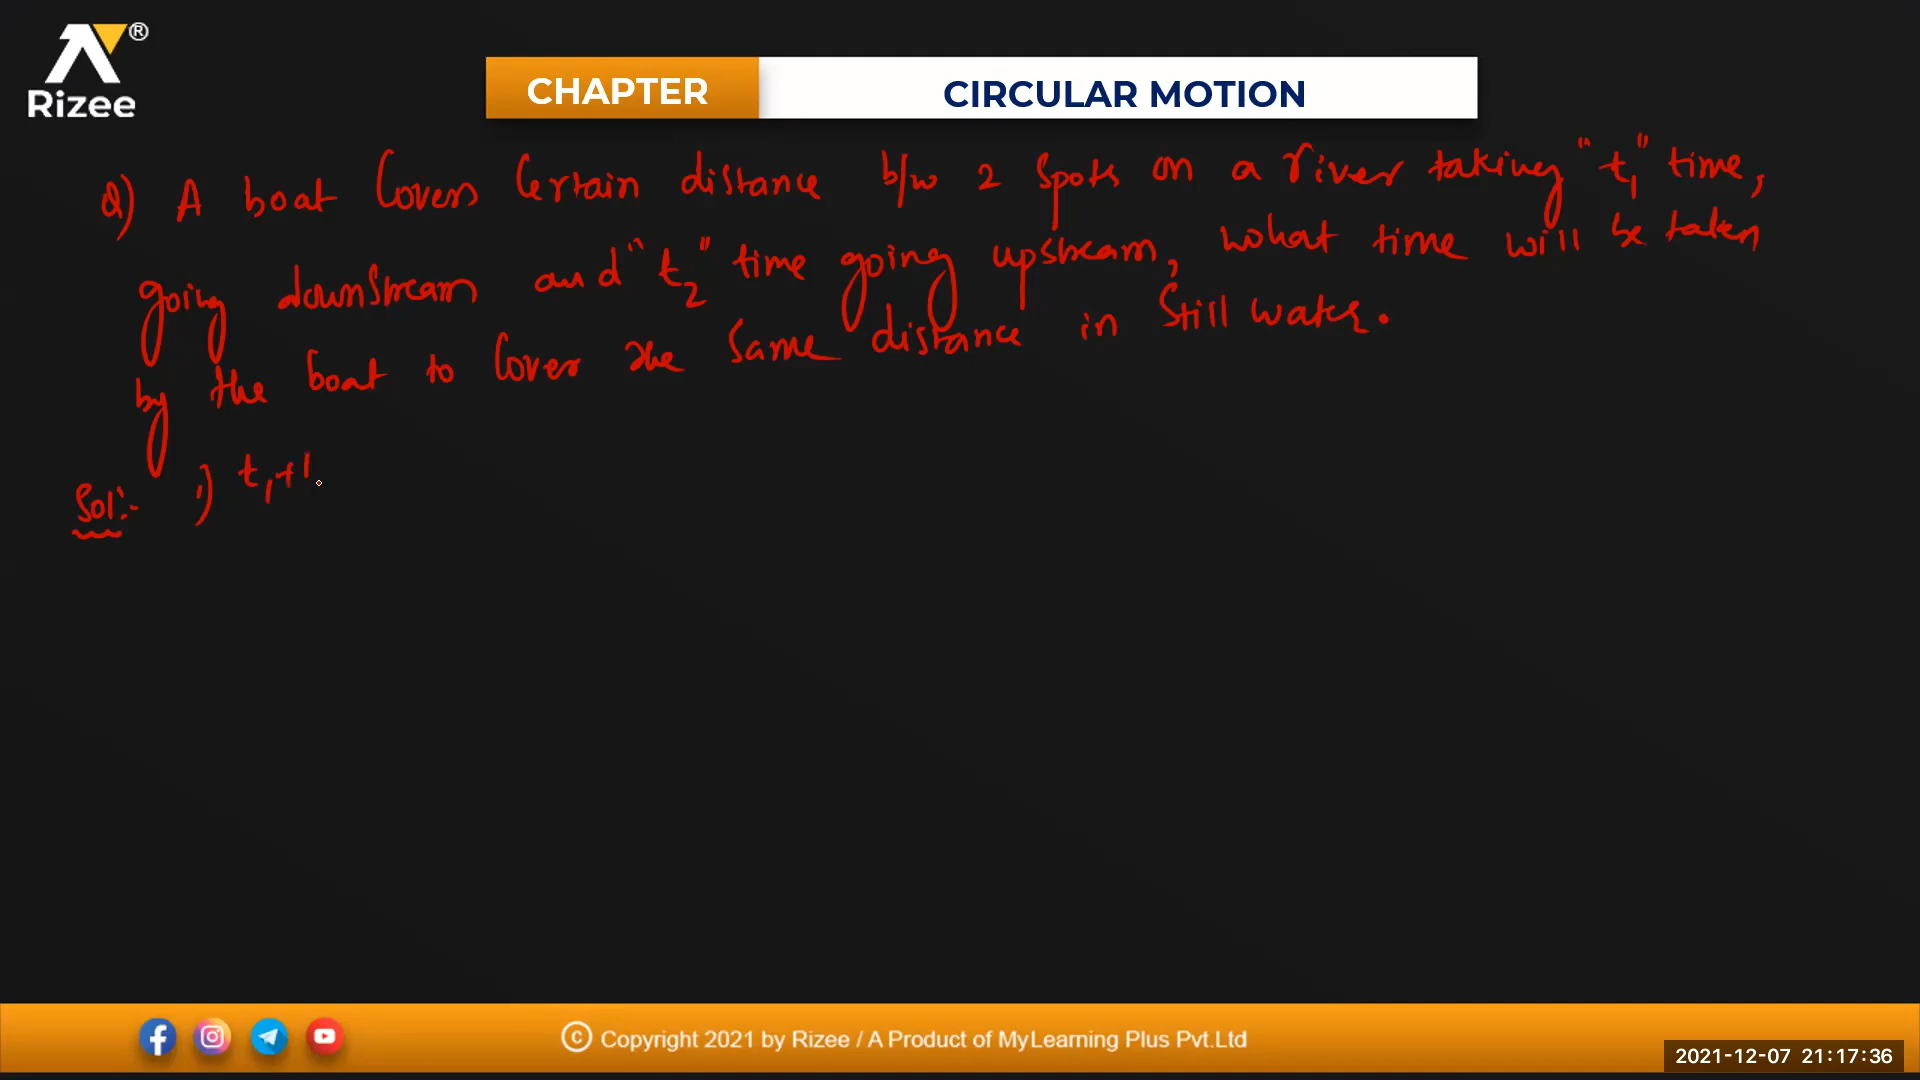 Rizee®
CHAPTER
CIRCULAR MOTION
Q) A boat Covers Certain distance b/w 2 Spots on a river taking "t₁" time,
going downstream and "t₂" time going upstream, what time will be taken
by the boat to Cover the Same distance in Still water.
Sol:- i) t₁+
© Copyright 2021 by Rizee / A Product of MyLearning Plus Pvt.Ltd
2021-12-07 21:17:36